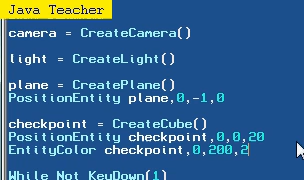 Java Teacher
camera = CreateCamera()
light = CreateLight()
plane = CreatePlane()
PositionEntity plane,0,-1,0
checkpoint = CreateCube()
PositionEntity checkpoint,0,0,20
EntityColor checkpoint,0,200,2
While Not KeyDown(1)